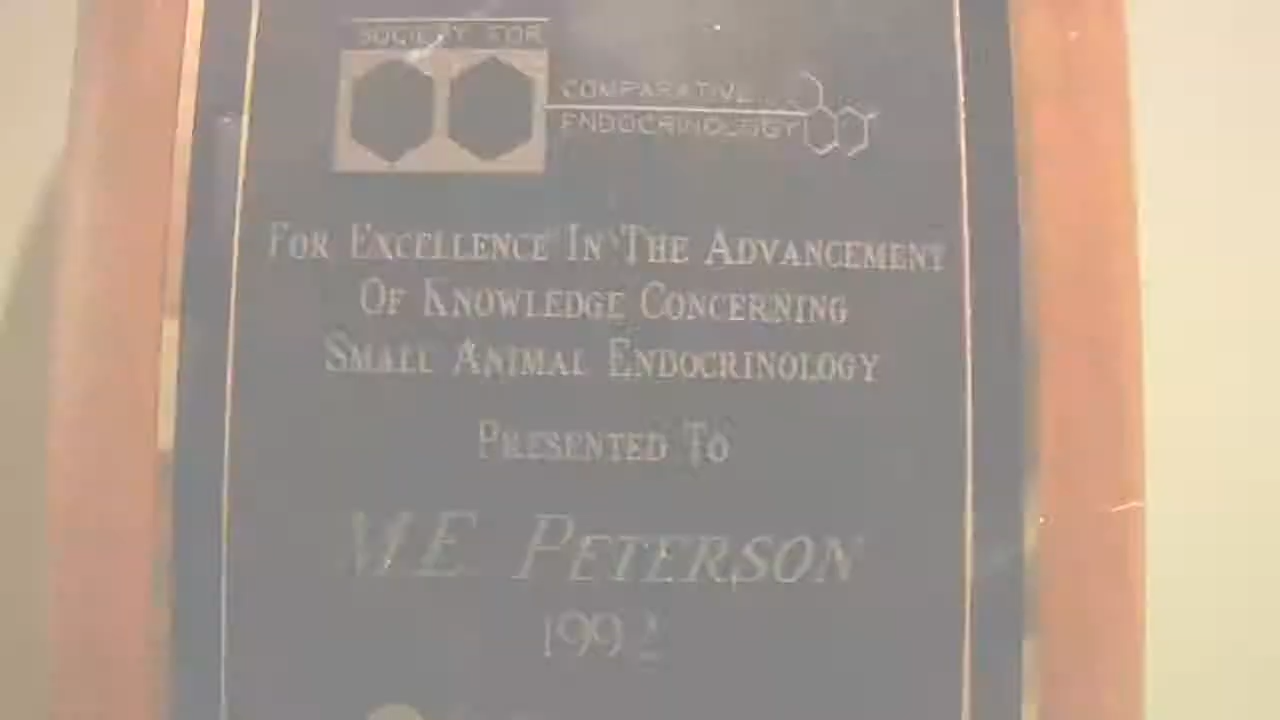 SOCIETY FOR
COMPARATIVE
ENDOCRINOLOGY
FOR EXCELLENCE IN THE ADVANCEMENT
OF KNOWLEDGE CONCERNING
SMALL ANIMAL ENDOCRINOLOGY
PRESENTED TO
M.E. PETERSON
1992